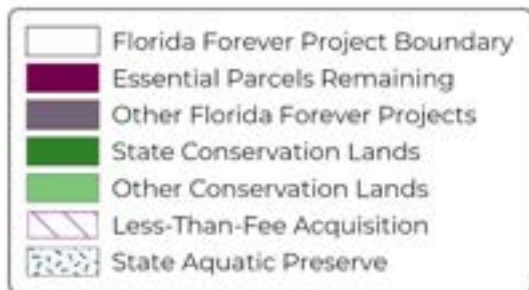 Florida Forever Project Boundary
Essential Parcels Remaining
Other Florida Forever Projects
State Conservation Lands
Other Conservation Lands
Less-Than-Fee Acquisition
State Aquatic Preserve